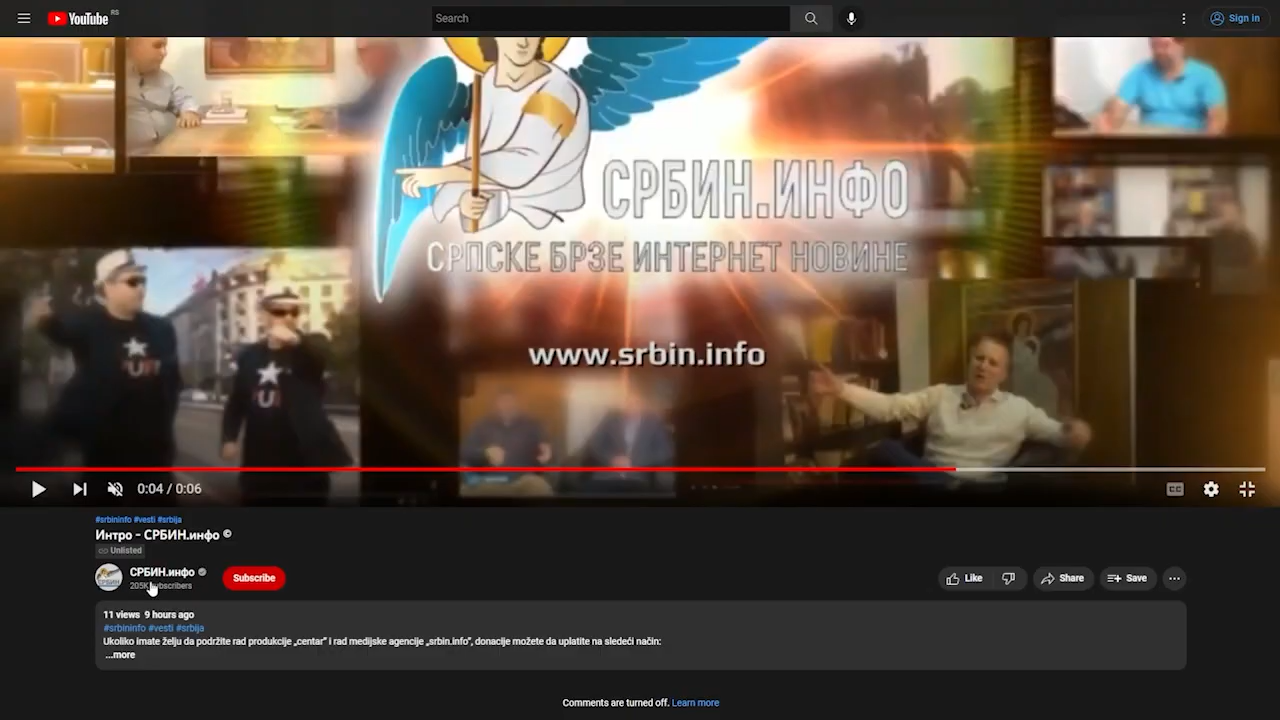 YouTube RS
Search
Sign in
СРБИН.ИНФО
СРПСКЕ БРЗЕ ИНТЕРНЕТ НОВИНЕ
www.srbin.info
0:04 / 0:06
CC
#srbininfo #vesti #srbija
Интро - СРБИН.инфо ©
Unlisted
СРБИН.инфо
205K subscribers
Subscribe
Like
Share
Save
11 views 9 hours ago
#srbininfo #vesti #srbija
Ukoliko imate želju da podržite rad produkcije „centar“ i rad medijske agencije „srbin.info“, donacije možete da uplatite na sledeći način:
...more
Comments are turned off. Learn more